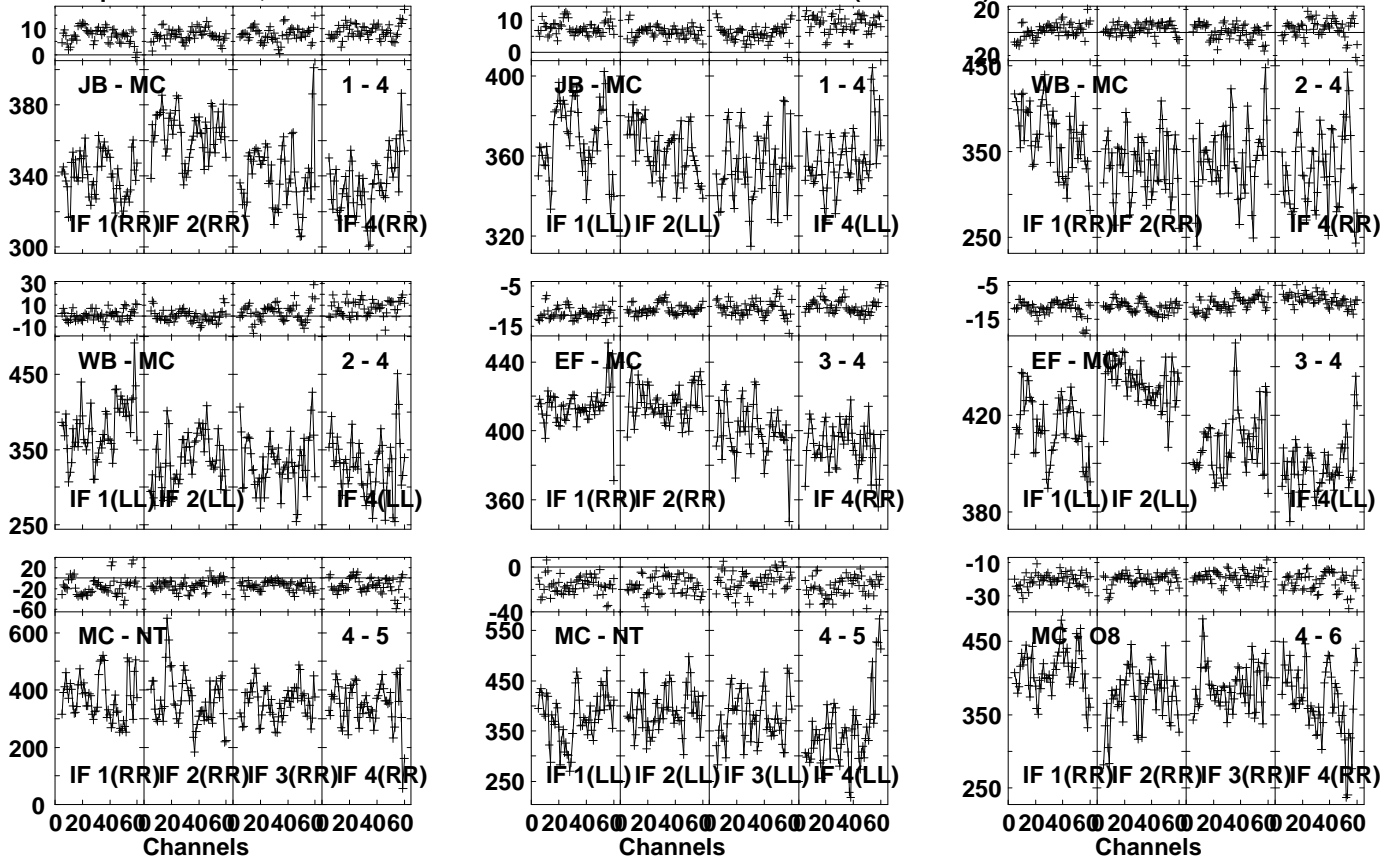 10 10 20
0 0 -20
JB - MC 1 - 4 JB - MC 1 - 4 450 WB - MC 2 - 4
380 400
340 360 350
IF 1(RR) IF 2(RR) IF 4(RR) IF 1(LL) IF 2(LL) IF 4(LL) IF 1(RR) IF 2(RR) IF 4(RR)
300 320 250
30 -5 -5
10
-10 -15 -15
WB - MC 2 - 4 EF - MC 3 - 4 EF - MC 3 - 4
450 440 420
350 400
IF 1(LL) IF 2(LL) IF 4(LL) IF 1(RR) IF 2(RR) IF 4(RR) IF 1(LL) IF 2(LL) IF 4(LL)
250 360 380
20 0 -10
-20
-60 -40 -30
MC - NT 4 - 5 MC - NT 4 - 5 MC - O8 4 - 6
600 550 450
400 450
200 350 350
IF 1(RR) IF 2(RR) IF 3(RR) IF 4(RR) IF 1(LL) IF 2(LL) IF 3(LL) IF 4(LL) IF 1(RR) IF 2(RR) IF 3(RR) IF 4(RR)
0 250 250
0 20 40 60 0 20 40 60 0 20 40 60 0 20 40 60 0 20 40 60 0 20 40 60 0 20 40 60 0 20 40 60 0 20 40 60 0 20 40 60 0 20 40 60 0 20 40 60
Channels Channels Channels